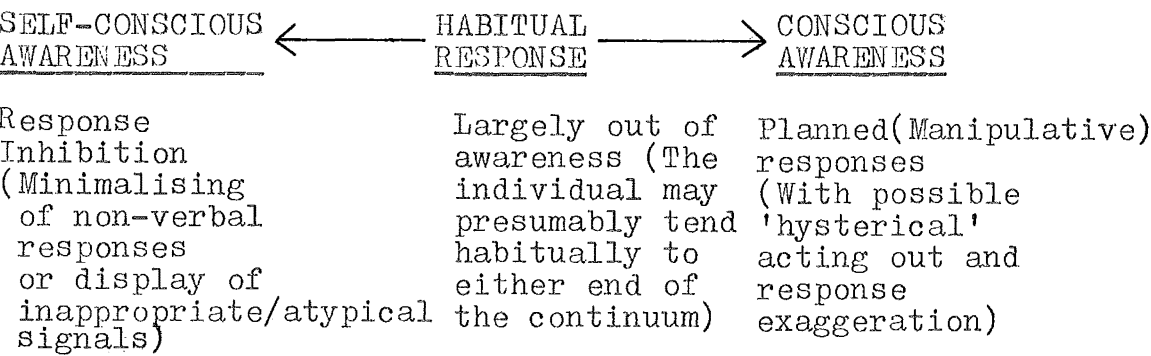 SELF-CONSCIOUS
AWARENESS
HABITUAL
RESPONSE
CONSCIOUS
AWARENESS
Response
Inhibition
(Minimalising
of non-verbal
responses
or display of
inappropriate/atypical
signals)
Largely out of
awareness (The
individual may
presumably tend
habitually to
either end of
the continuum)
Planned(Manipulative)
responses
(With possible
'hysterical'
acting out and
response
exaggeration)